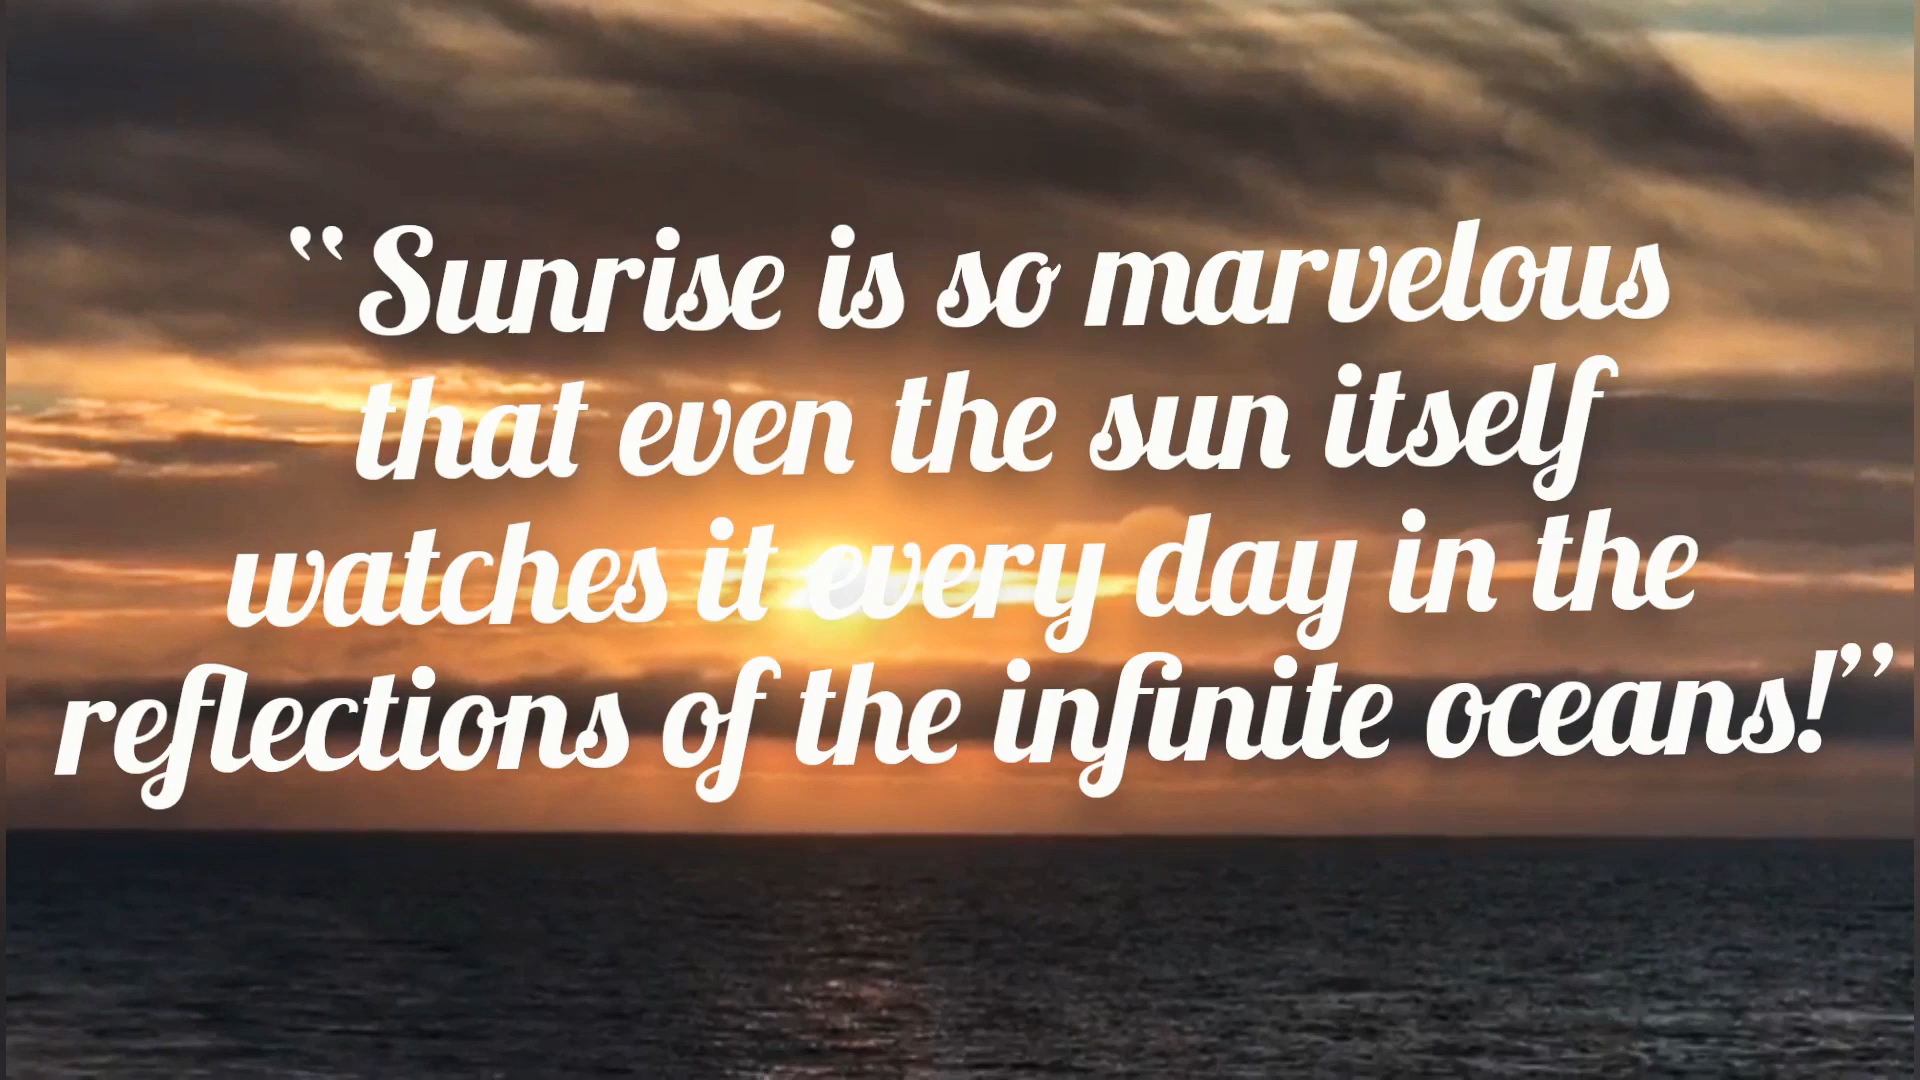 “Sunrise is so marvelous
that even the sun itself
watches it every day in the
reflections of the infinite oceans!”